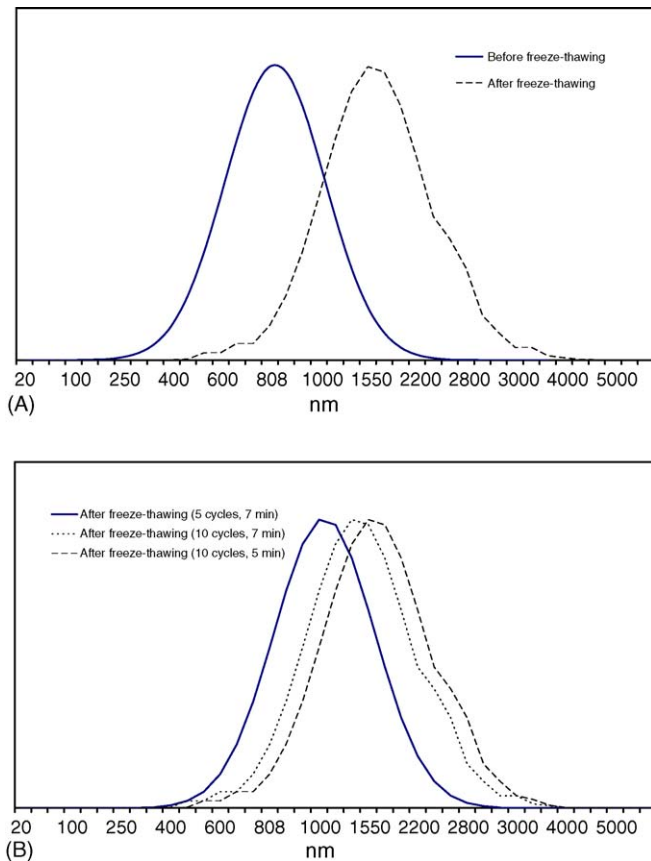 Before freeze-thawing
After freeze-thawing
20 100 250 400 600 808 1000 1550 2200 2800 3000 4000 5000
(A)
nm
After freeze-thawing (5 cycles, 7 min)
After freeze-thawing (10 cycles, 7 min)
After freeze-thawing (10 cycles, 5 min)
20 100 250 400 600 808 1000 1550 2200 2800 3000 4000 5000
(B)
nm